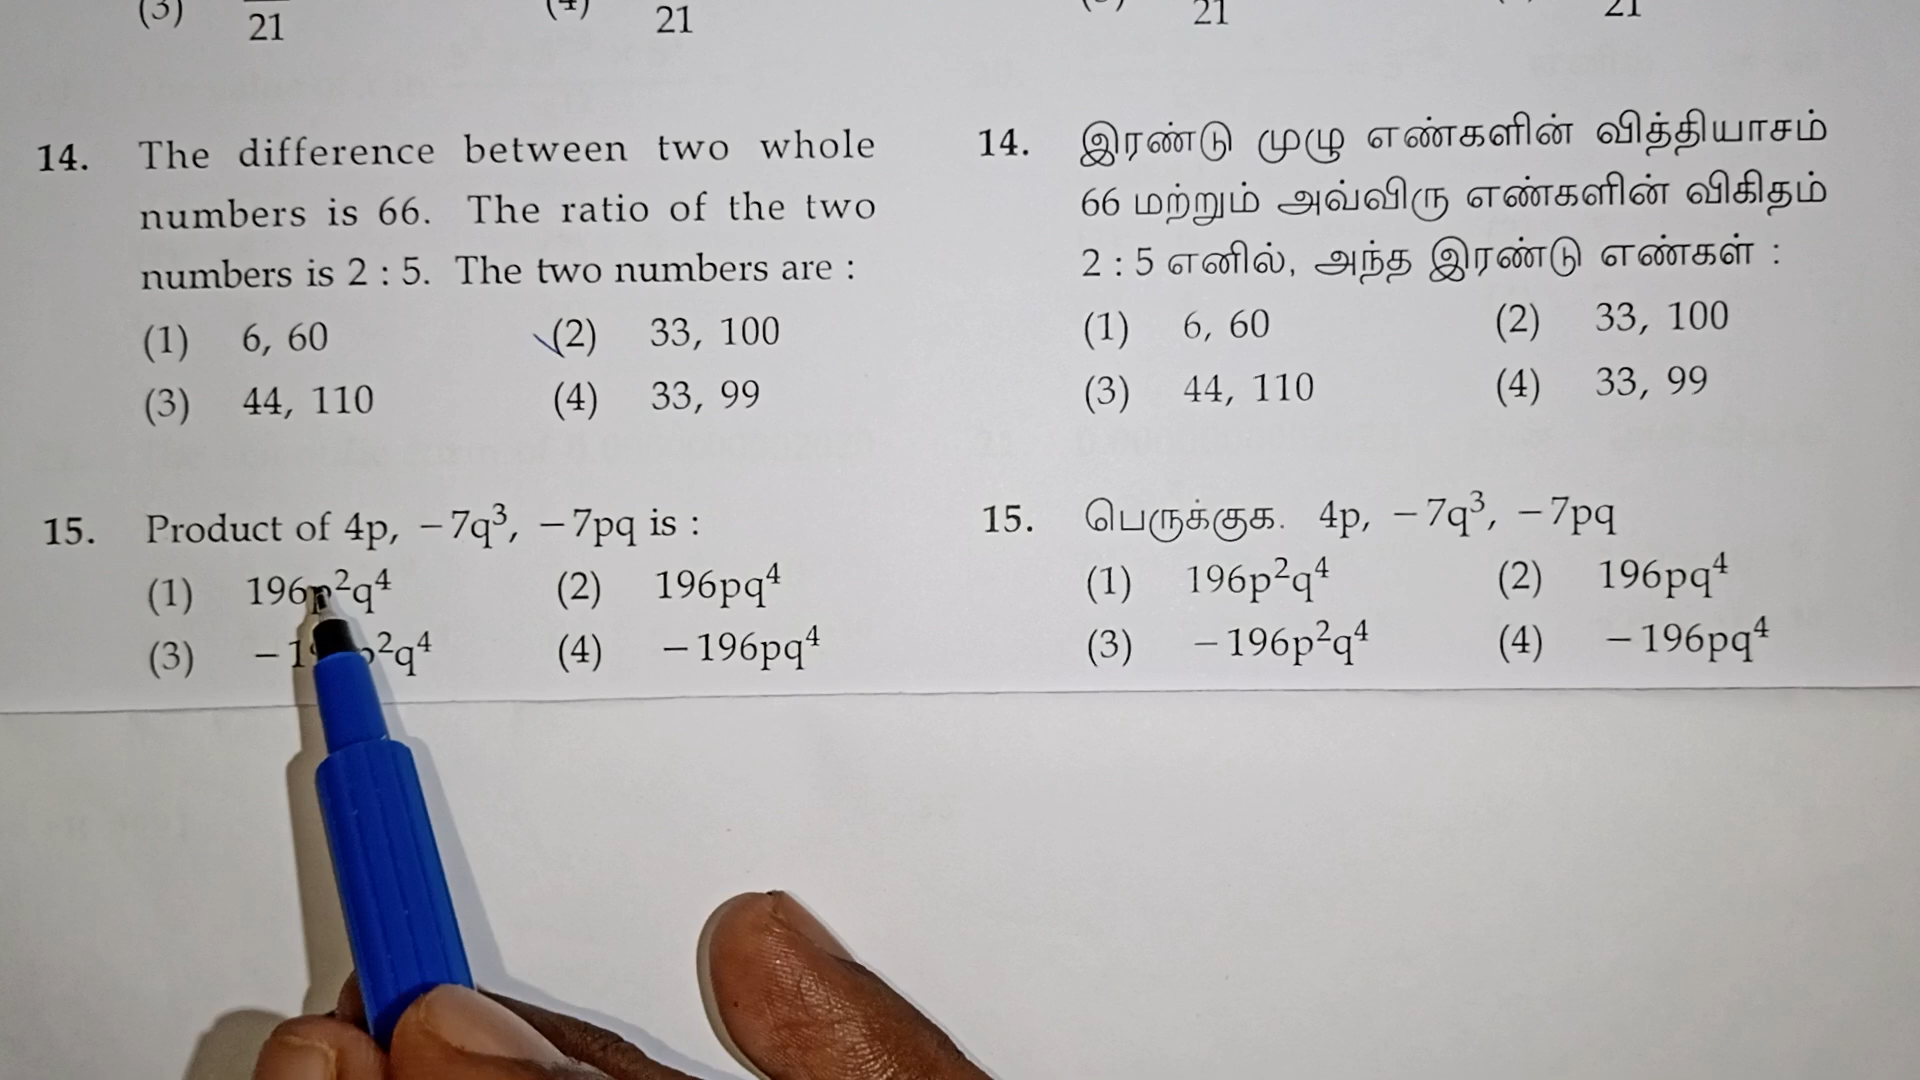 (3) 21 (4) 21
14. The difference between two whole
numbers is 66. The ratio of the two
numbers is 2 : 5. The two numbers are :
(1) 6, 60 (2) 33, 100
(3) 44, 110 (4) 33, 99
15. Product of 4p, −7q³, −7pq is :
(1) 196p²q⁴ (2) 196pq⁴
(3) p²q⁴ (4) −196pq⁴
21 21
14. இரண்டு முழு எண்களின் வித்தியாசம்
66 மற்றும் அவ்விரு எண்களின் விகிதம்
2 : 5 எனில், அந்த இரண்டு எண்கள் :
(1) 6, 60 (2) 33, 100
(3) 44, 110 (4) 33, 99
15. பெருக்குக. 4p, −7q³, −7pq
(1) 196p²q⁴ (2) 196pq⁴
(3) −196p²q⁴ (4) −196pq⁴